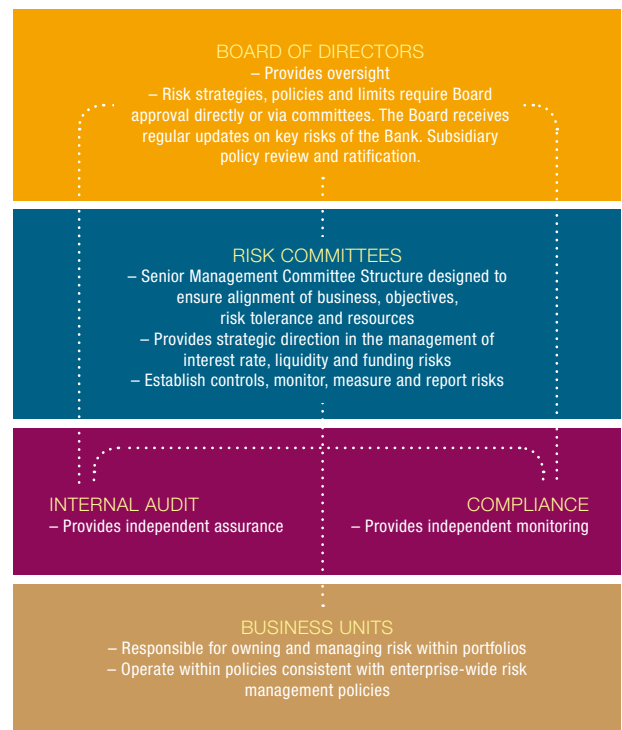 BOARD OF DIRECTORS
– Provides oversight
– Risk strategies, policies and limits require Board
approval directly or via committees. The Board receives
regular updates on key risks of the Bank. Subsidiary
policy review and ratification.
RISK COMMITTEES
– Senior Management Committee Structure designed to
ensure alignment of business, objectives,
risk tolerance and resources
– Provides strategic direction in the management of
interest rate, liquidity and funding risks
– Establish controls, monitor, measure and report risks
INTERNAL AUDIT
– Provides independent assurance
COMPLIANCE
– Provides independent monitoring
BUSINESS UNITS
– Responsible for owning and managing risk within portfolios
– Operate within policies consistent with enterprise-wide risk
management policies